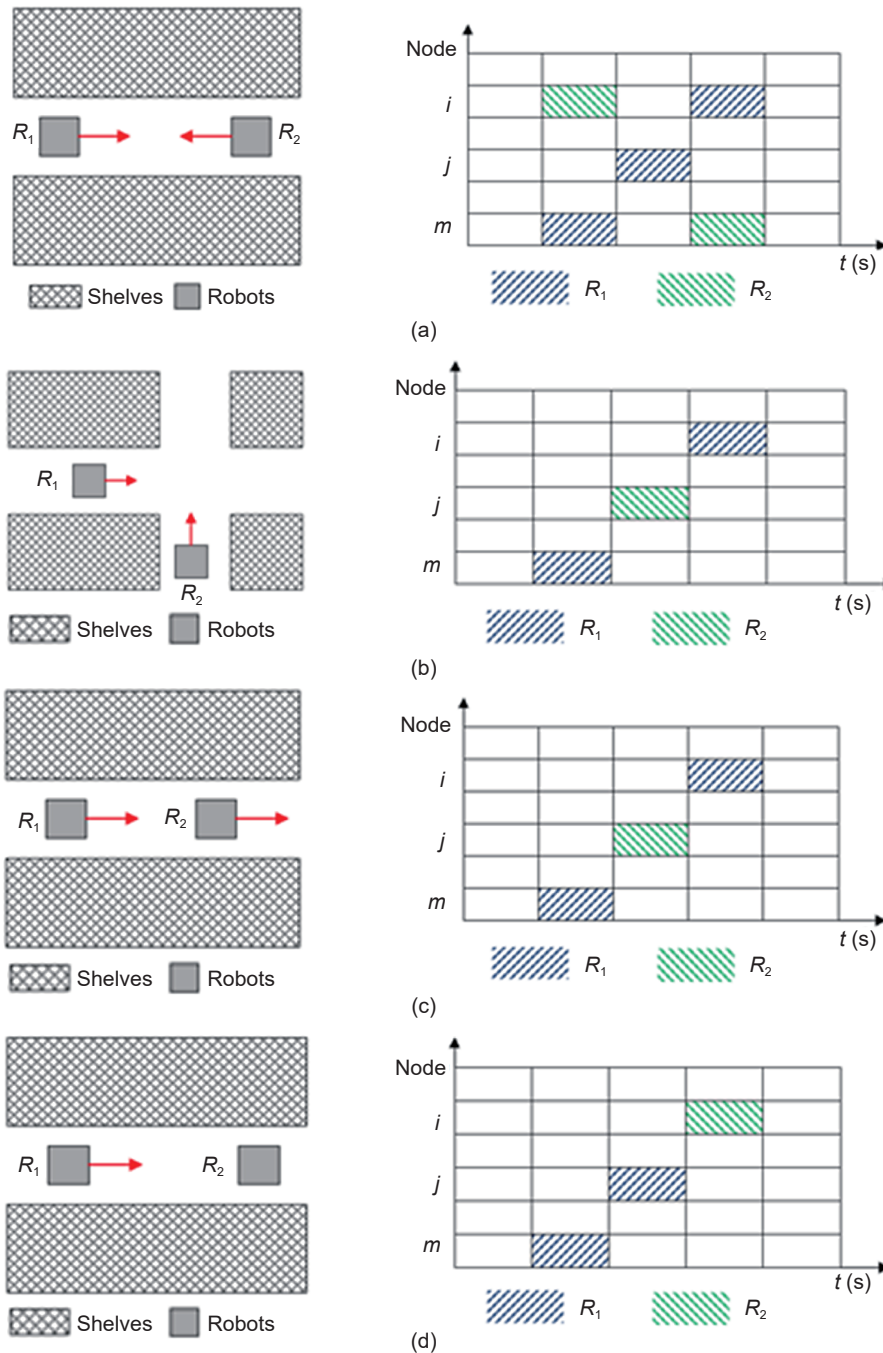 Node
i
j
m
t (s)
R1
R2
R1
R2
Shelves
Robots
(a)
Node
i
j
m
t (s)
R1
R2
R1
R2
Shelves
Robots
(b)
Node
i
j
m
t (s)
R1
R2
R1
R2
Shelves
Robots
(c)
Node
i
j
m
t (s)
R1
R2
R1
R2
Shelves
Robots
(d)